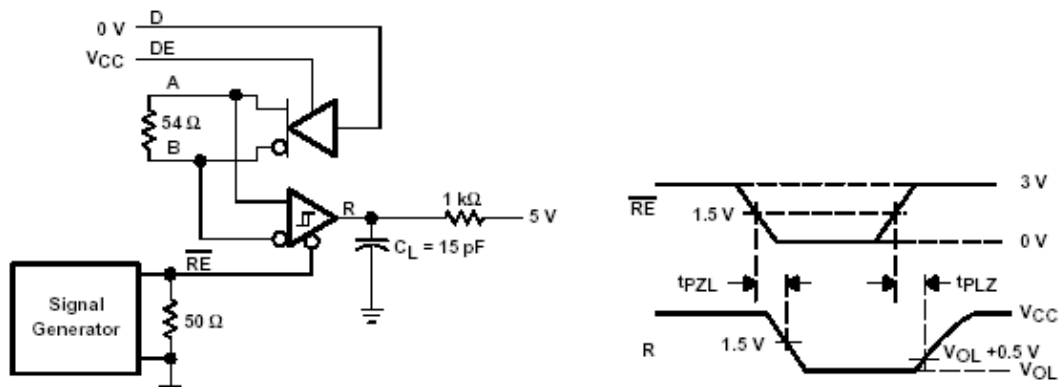 D
0 V
DE
VCC
A
54 Ω
B
R
1 kΩ
5 V
CL = 15 pF
RE
Signal
Generator
50 Ω
3 V
RE
1.5 V
0 V
tPZL
tPLZ
VCC
R
1.5 V
VOL +0.5 V
VOL